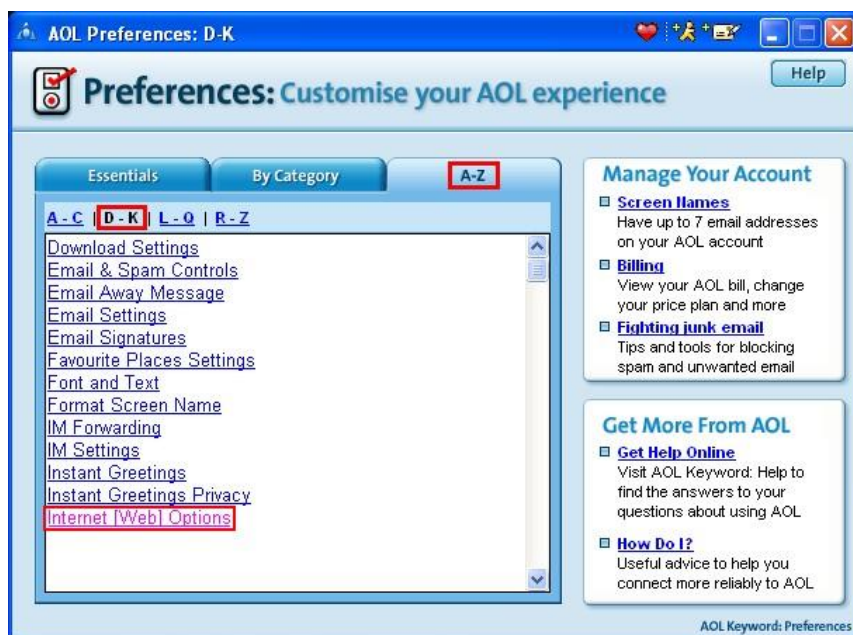 AOL Preferences: D-K
Help
Preferences: Customise your AOL experience
Essentials
By Category
A-Z
A - C | D - K | L - Q | R - Z
Download Settings
Email & Spam Controls
Email Away Message
Email Settings
Email Signatures
Favourite Places Settings
Font and Text
Format Screen Name
IM Forwarding
IM Settings
Instant Greetings
Instant Greetings Privacy
Internet [Web] Options
Manage Your Account
Screen Names
Have up to 7 email addresses
on your AOL account
Billing
View your AOL bill, change
your price plan and more
Fighting junk email
Tips and tools for blocking
spam and unwanted email
Get More From AOL
Get Help Online
Visit AOL Keyword: Help to
find the answers to your
questions about using AOL
How Do I?
Useful advice to help you
connect more reliably to AOL
AOL Keyword: Preferences